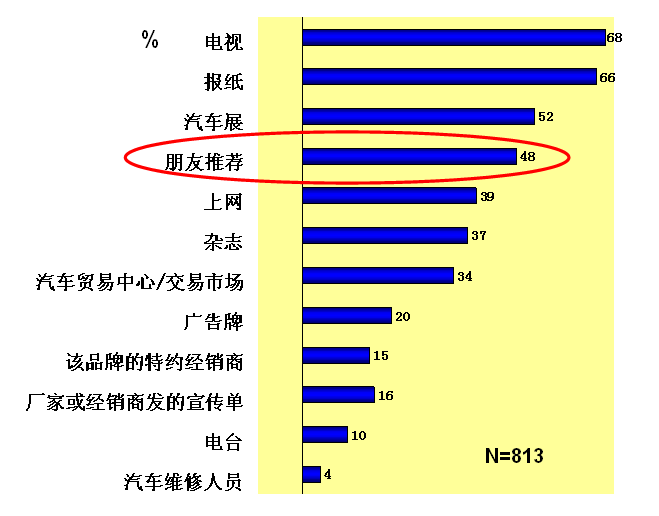 %
电视 68
报纸 66
汽车展 52
朋友推荐 48
上网 39
杂志 37
汽车贸易中心/交易市场 34
广告牌 20
该品牌的特约经销商 15
厂家或经销商发的宣传单 16
电台 10
汽车维修人员 4
N=813